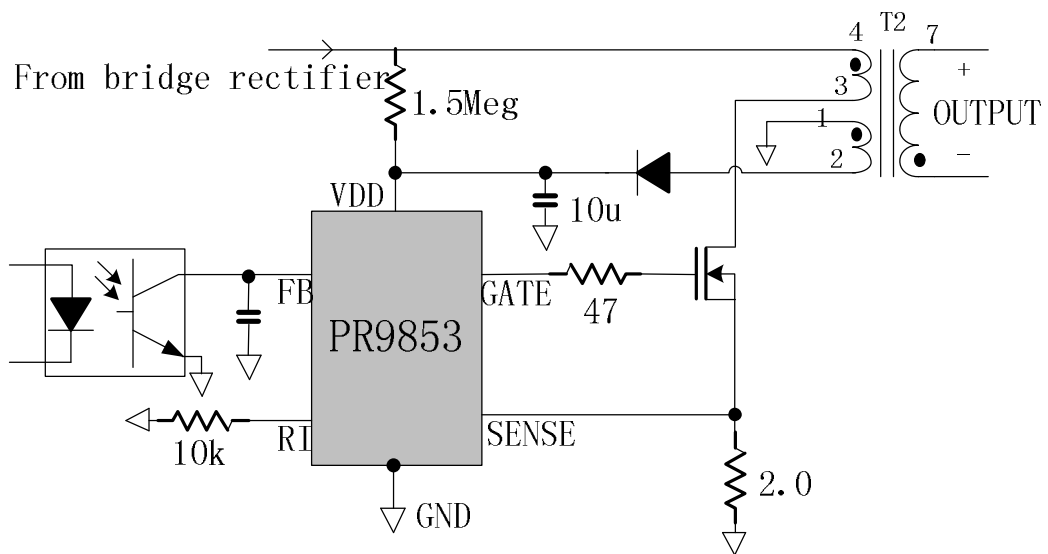 4 T2 7
From bridge rectifier
+
1.5Meg
3
OUTPUT
1
2
-
VDD
10u
FB
GATE
47
PR9853
RI
SENSE
10k
2.0
GND